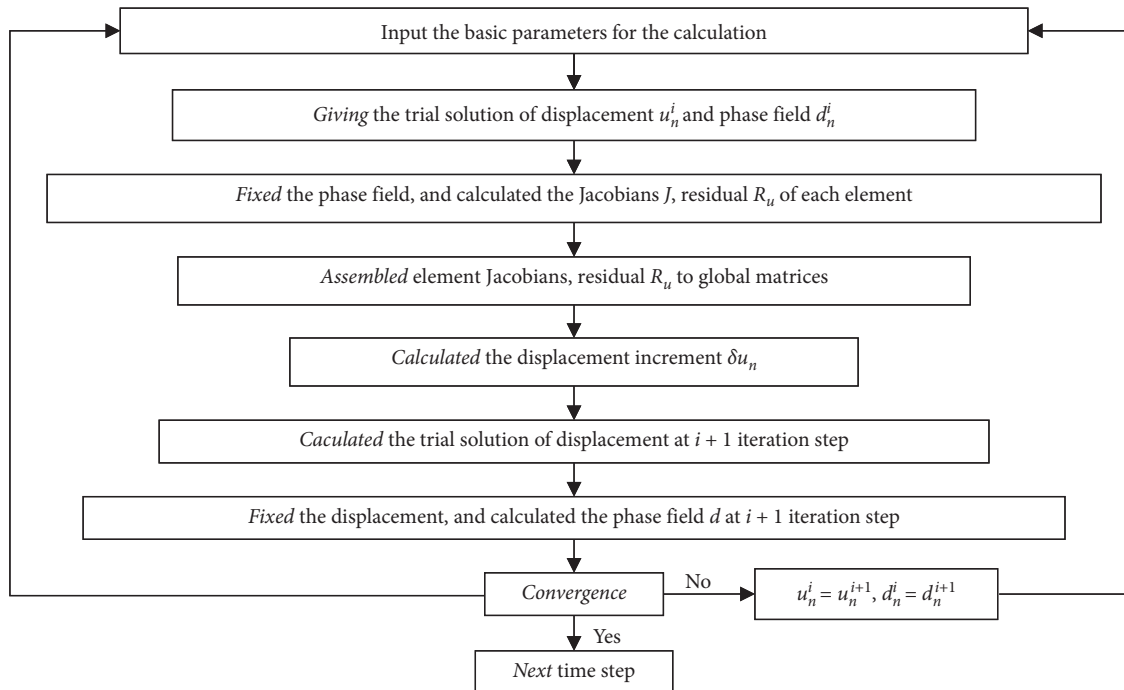 Input the basic parameters for the calculation
Giving the trial solution of displacement $u_n^i$ and phase field $d_n^i$
Fixed the phase field, and calculated the Jacobians J, residual $R_u$ of each element
Assembled element Jacobians, residual $R_u$ to global matrices
Calculated the displacement increment $\delta u_n$
Caculated the trial solution of displacement at i + 1 iteration step
Fixed the displacement, and calculated the phase field d at i + 1 iteration step
Convergence
No
$u_n^i = u_n^{i+1}, d_n^i = d_n^{i+1}$
Yes
Next time step